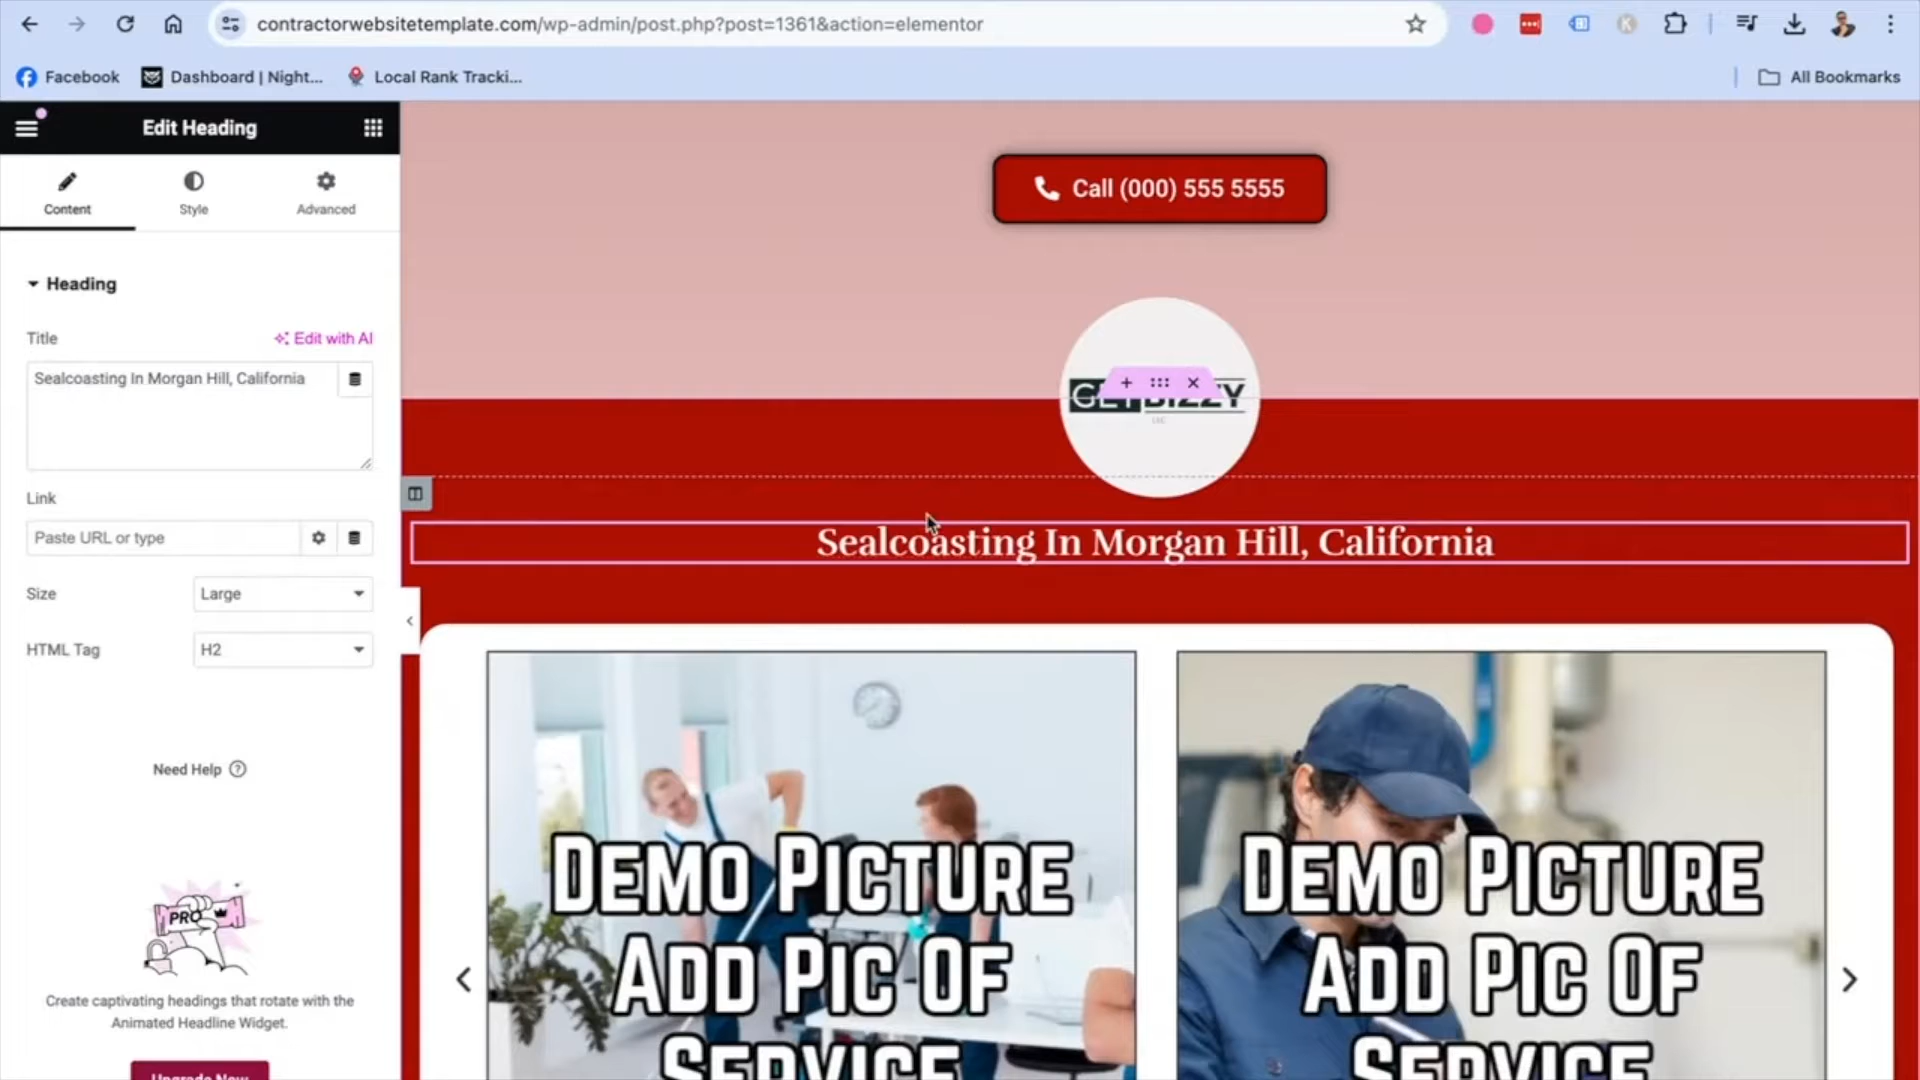 contractorwebsitetemplate.com/wp-admin/post.php?post=1361&action=elementor
Facebook
Dashboard | Night...
Local Rank Tracki...
All Bookmarks
Edit Heading
Content
Style
Advanced
Heading
Title
Edit with AI
Sealcoasting In Morgan Hill, California
Link
Paste URL or type
Size
Large
HTML Tag
H2
Need Help
PRO
Create captivating headings that rotate with the
Animated Headline Widget.
Upgrade Now
Call (000) 555 5555
GETBIZZY
LLC
Sealcoasting In Morgan Hill, California
Demo Picture
Add Pic Of
Service
Demo Picture
Add Pic Of
Service